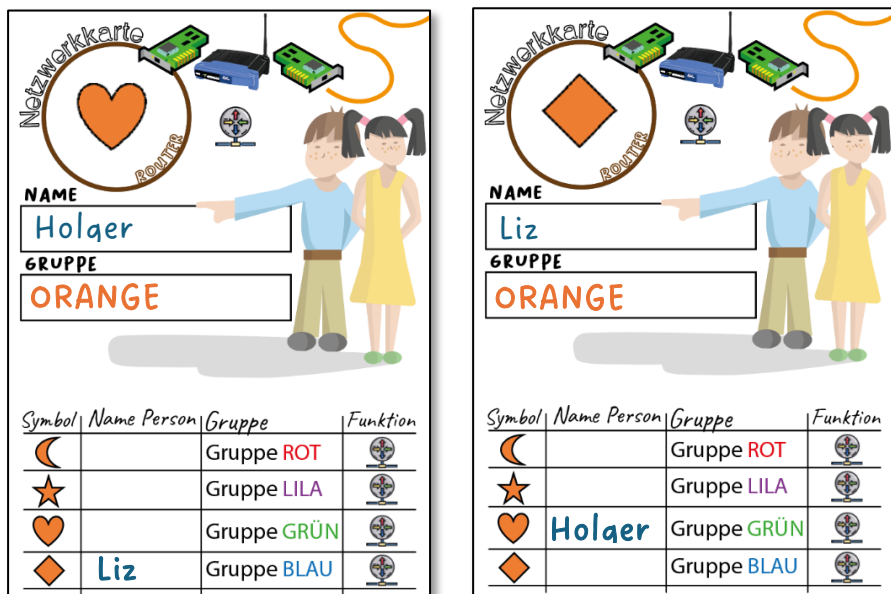 Netzwerkkarte
ROUTER
NAME
Holger
GRUPPE
ORANGE
Symbol Name Person Gruppe Funktion
Gruppe ROT
Gruppe LILA
Gruppe GRÜN
Liz Gruppe BLAU
Netzwerkkarte
ROUTER
NAME
Liz
GRUPPE
ORANGE
Symbol Name Person Gruppe Funktion
Gruppe ROT
Gruppe LILA
Holger Gruppe GRÜN
Gruppe BLAU